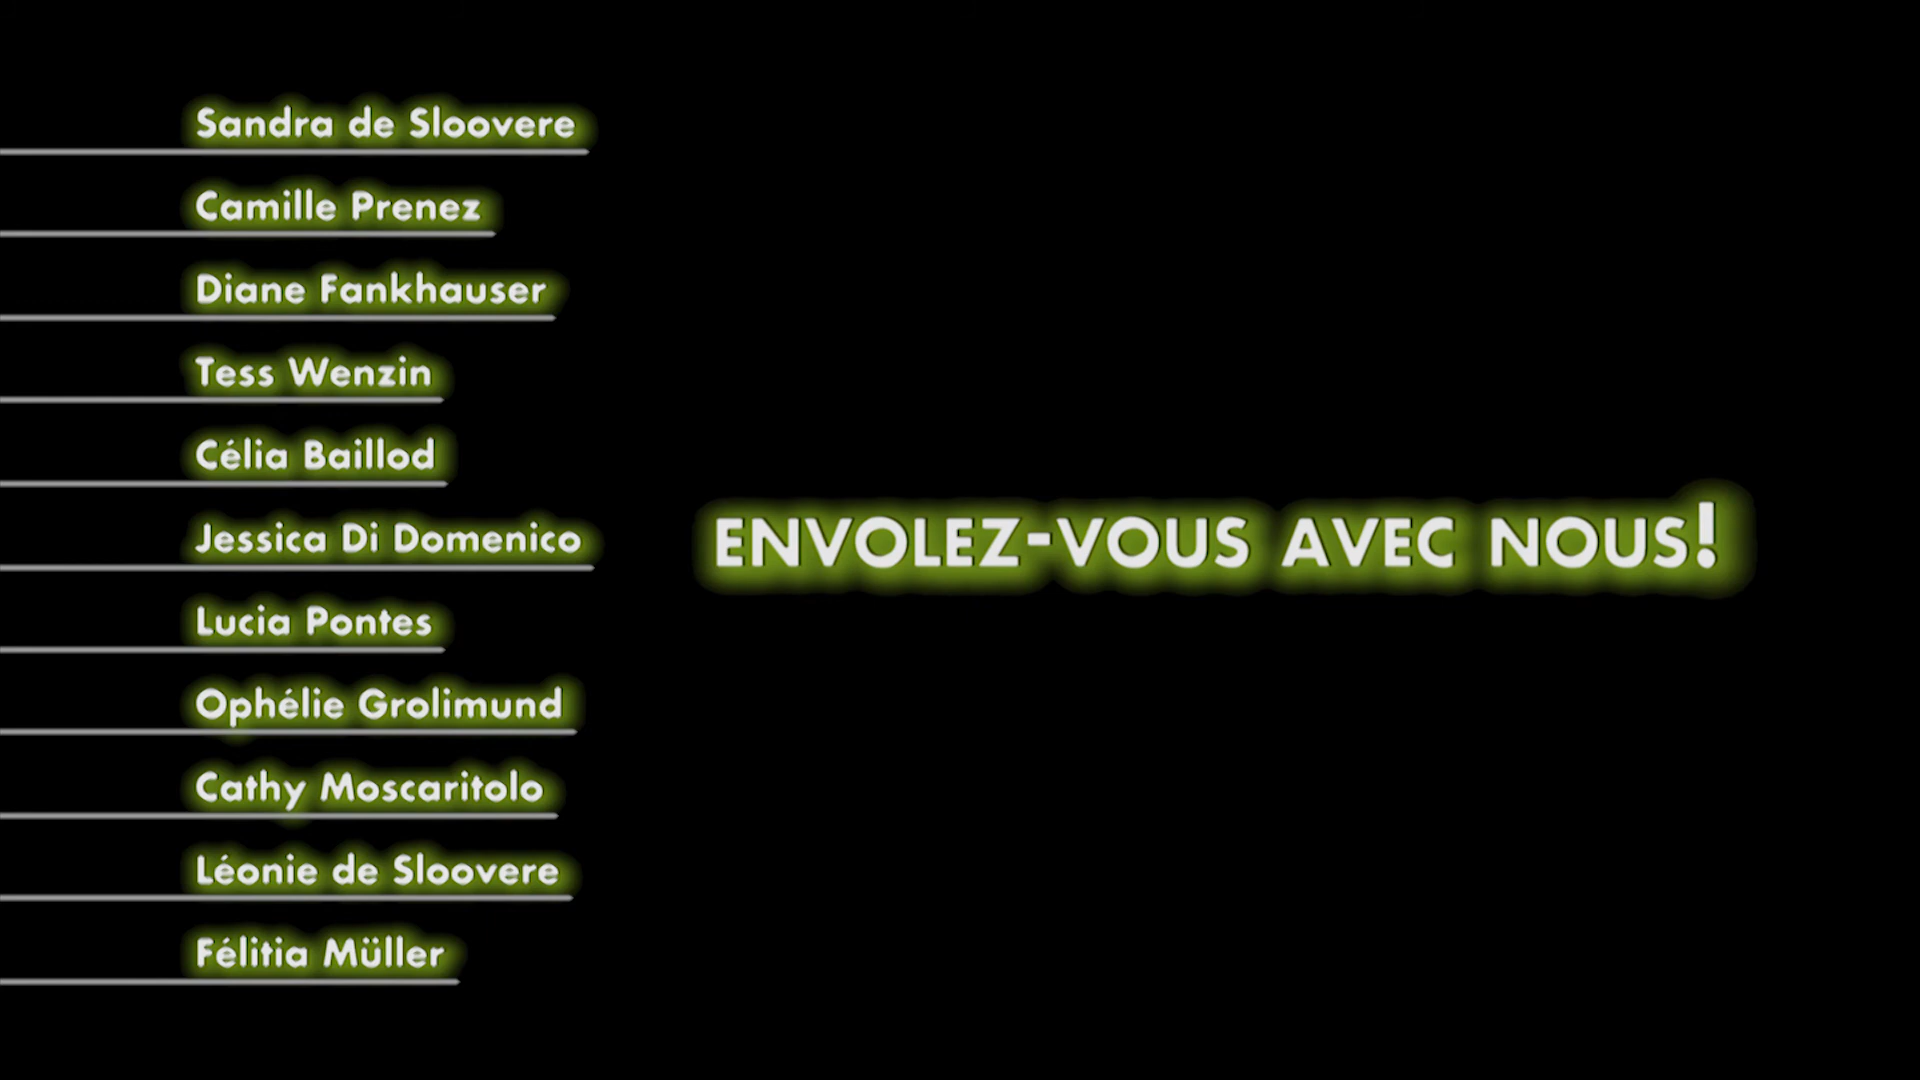 Sandra de Sloovere
Camille Prenez
Diane Fankhauser
Tess Wenzin
Célia Baillod
Jessica Di Domenico
Lucia Pontes
Ophélie Grolimund
Cathy Moscaritolo
Léonie de Sloovere
Félitia Müller
ENVOLEZ-VOUS AVEC NOUS!